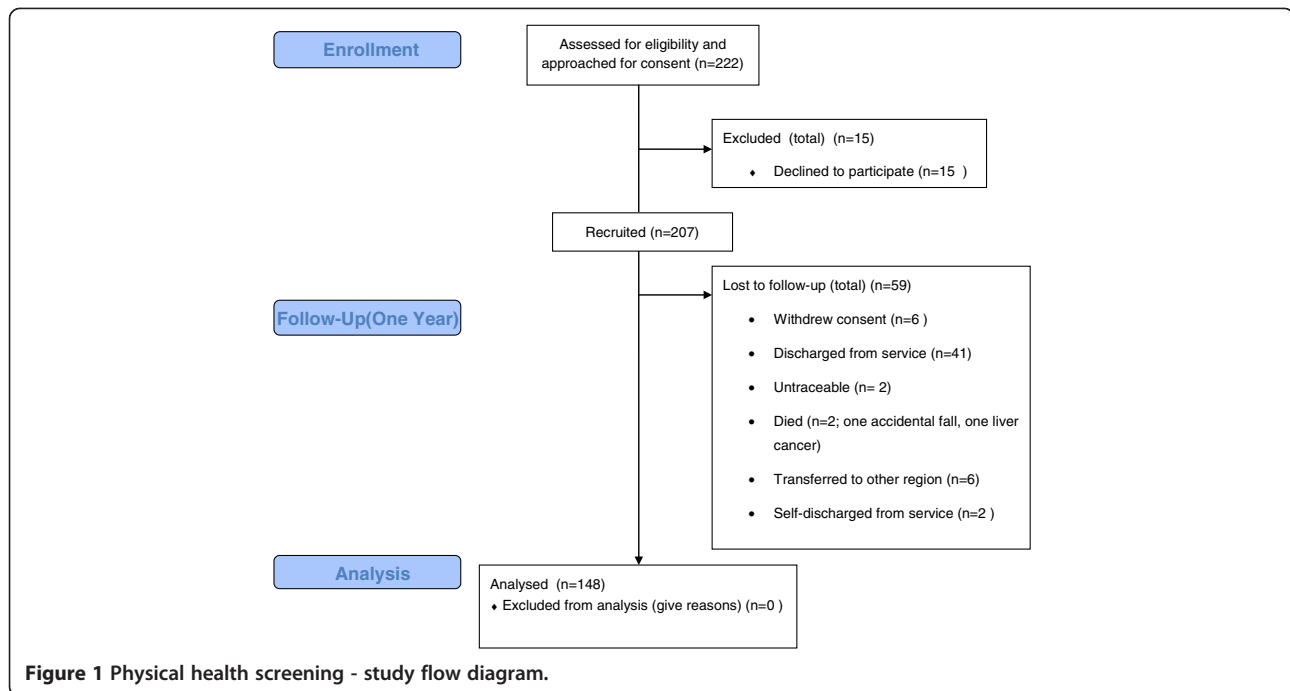 Enrollment
Assessed for eligibility and
approached for consent (n=222)
Excluded (total) (n=15)
♦ Declined to participate (n=15 )
Recruited (n=207)
Lost to follow-up (total) (n=59)
Follow-Up(One Year)
• Withdrew consent (n=6 )
• Discharged from service (n=41)
• Untraceable (n= 2)
• Died (n=2; one accidental fall, one liver
cancer)
• Transferred to other region (n=6)
• Self-discharged from service (n=2 )
Analysis
Analysed (n=148)
♦ Excluded from analysis (give reasons) (n=0 )
Figure 1 Physical health screening - study flow diagram.